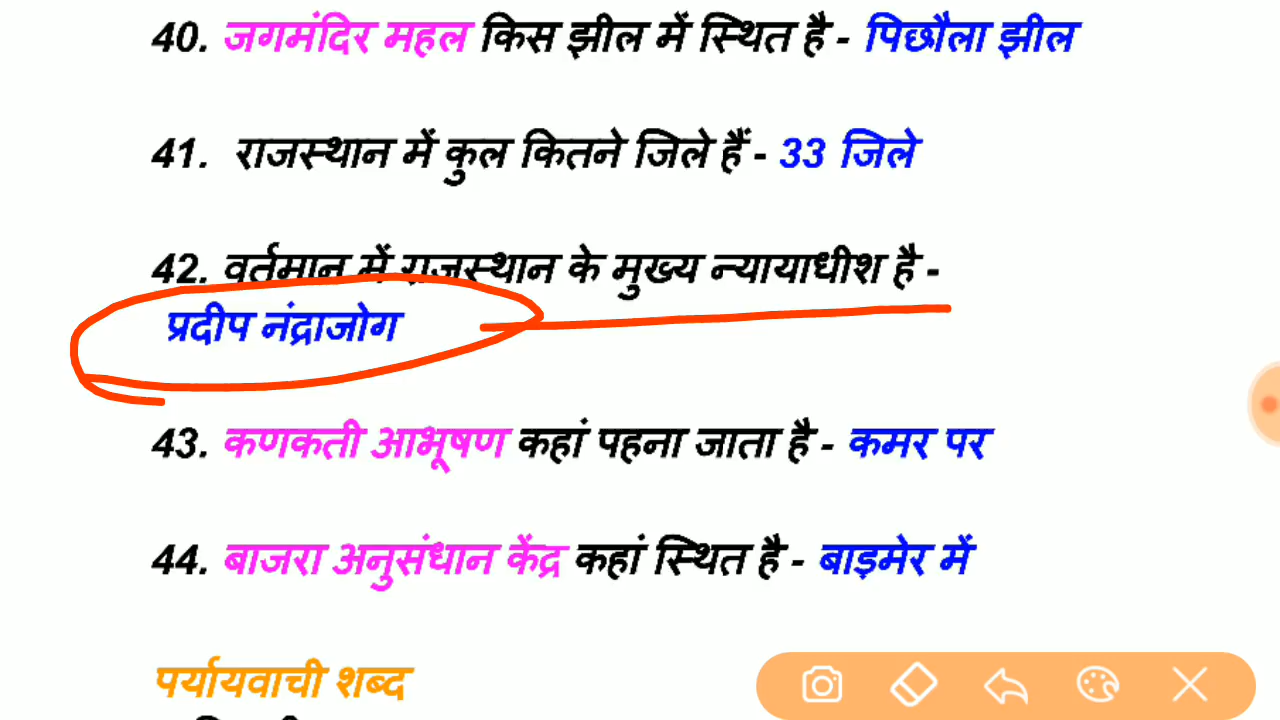 40. जगमंदिर महल किस झील में स्थित है - पिछौला झील
41. राजस्थान में कुल कितने जिले हैं - 33 जिले
42. वर्तमान में राजस्थान के मुख्य न्यायाधीश है -
प्रदीप नंद्राजोग
43. कणकती आभूषण कहां पहना जाता है - कमर पर
44. बाजरा अनुसंधान केंद्र कहां स्थित है - बाड़मेर में
पर्यायवाची शब्द